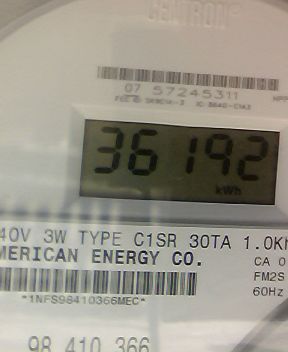 CENTRON®
07 57245311
36192
kWh
40V 3W TYPE C1SR 30TA 1.0Kh
MERICAN ENERGY CO.
CA 0
FM2S
60Hz
*1NFS98410366MEC*
98 410 366